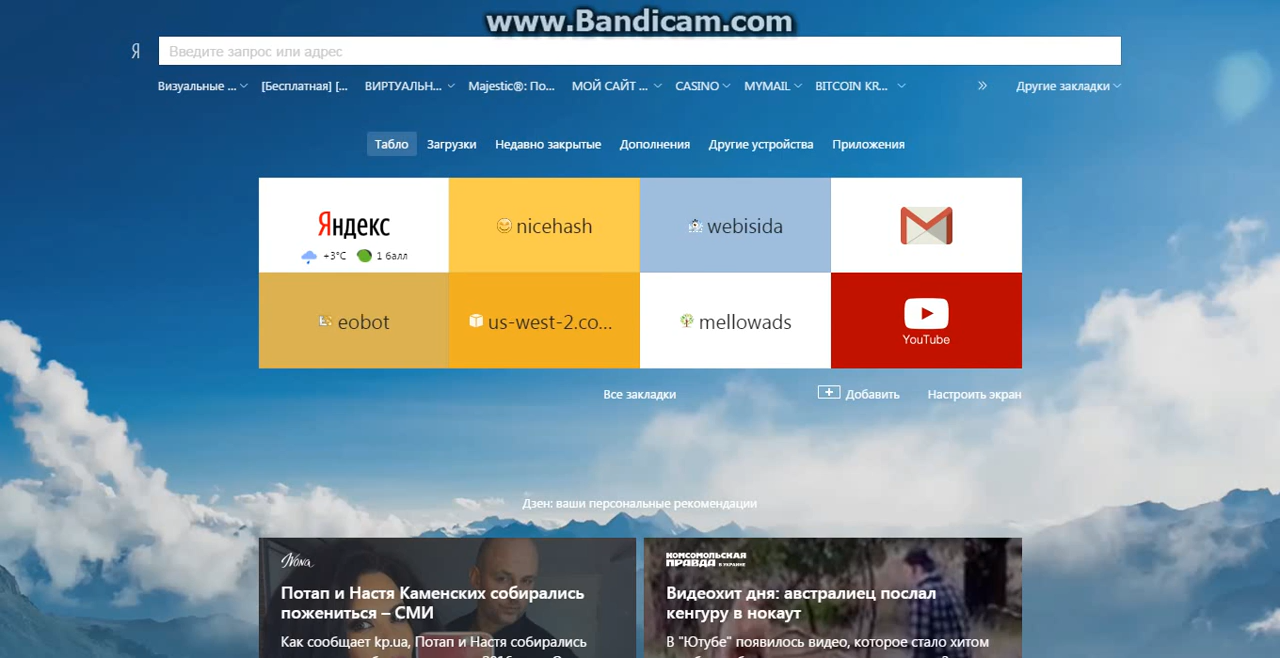 www.Bandicam.com
Я
Введите запрос или адрес
Визуальные ...
[Бесплатная] [...
ВИРТУАЛЬН...
Majestic®: По...
МОЙ САЙТ ...
CASINO
MYMAIL
BITCOIN KR...
»
Другие закладки
Табло
Загрузки
Недавно закрытые
Дополнения
Другие устройства
Приложения
Яндекс
+3°C
1 балл
nicehash
webisida
eobot
us-west-2.co...
mellowads
YouTube
Все закладки
Добавить
Настроить экран
Дзен: ваши персональные рекомендации
Nona
Потап и Настя Каменских собирались
пожениться – СМИ
Как сообщает kp.ua, Потап и Настя собирались
КОМСОМОЛЬСКАЯ
ПРАВДА В УКРАИНЕ
Видеохит дня: австралиец послал
кенгуру в нокаут
В "Ютубе" появилось видео, которое стало хитом